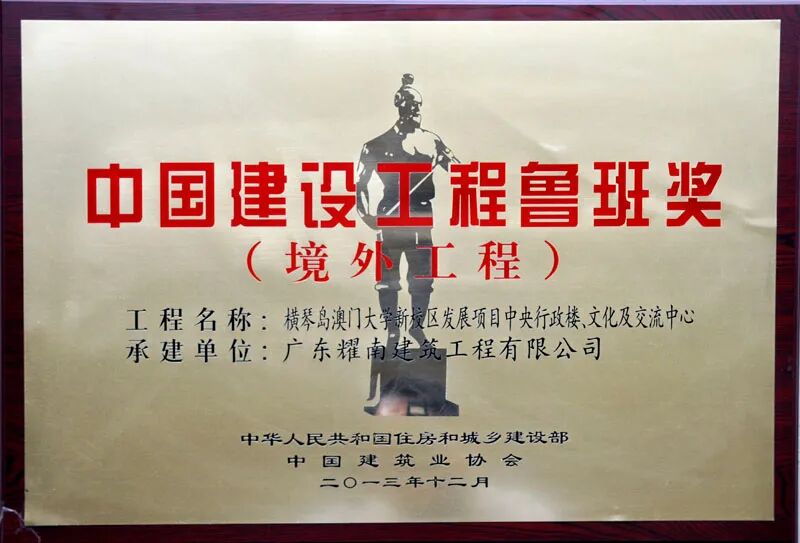 中国建设工程鲁班奖
（境外工程）
工程名称：横琴岛澳门大学新校区发展项目中央行政楼、文化及交流中心
承建单位：广东耀南建筑工程有限公司
中华人民共和国住房和城乡建设部
中国建筑业协会
二〇一三年十二月